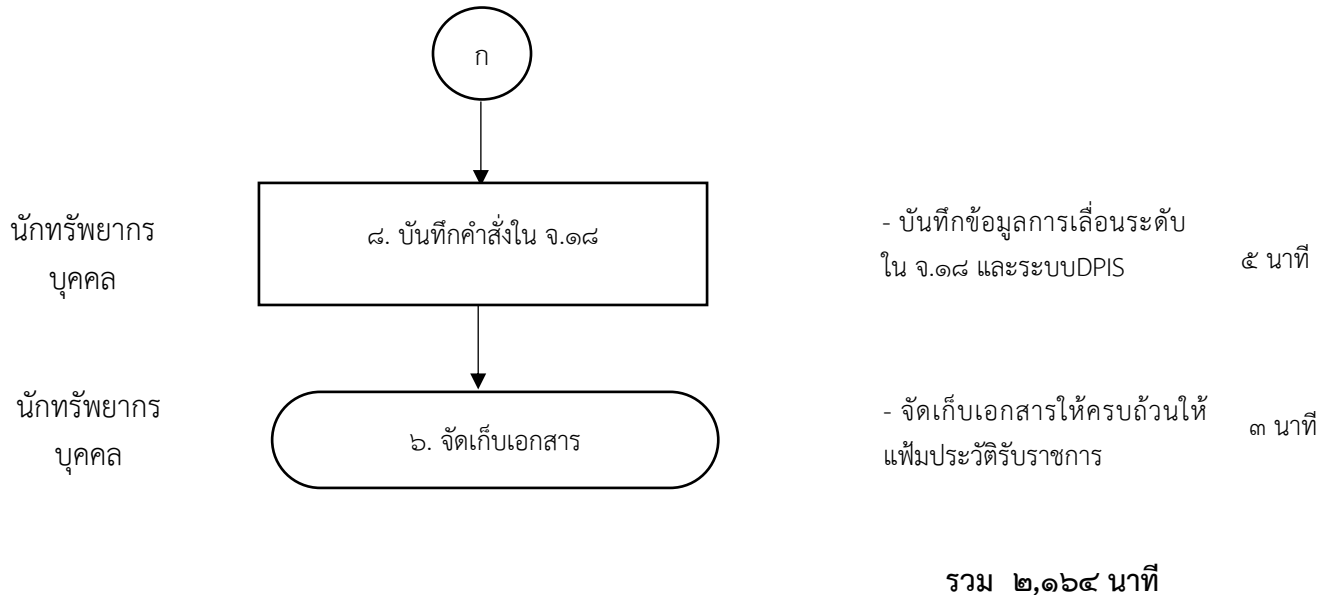 ก
นักทรัพยากร
บุคคล
๘. บันทึกคำสั่งใน จ.๑๘
- บันทึกข้อมูลการเลื่อนระดับ
ใน จ.๑๘ และระบบDPIS
๕ นาที
นักทรัพยากร
บุคคล
๖. จัดเก็บเอกสาร
- จัดเก็บเอกสารให้ครบถ้วนให้
แฟ้มประวัติรับราชการ
๓ นาที
รวม ๒,๑๖๔ นาที